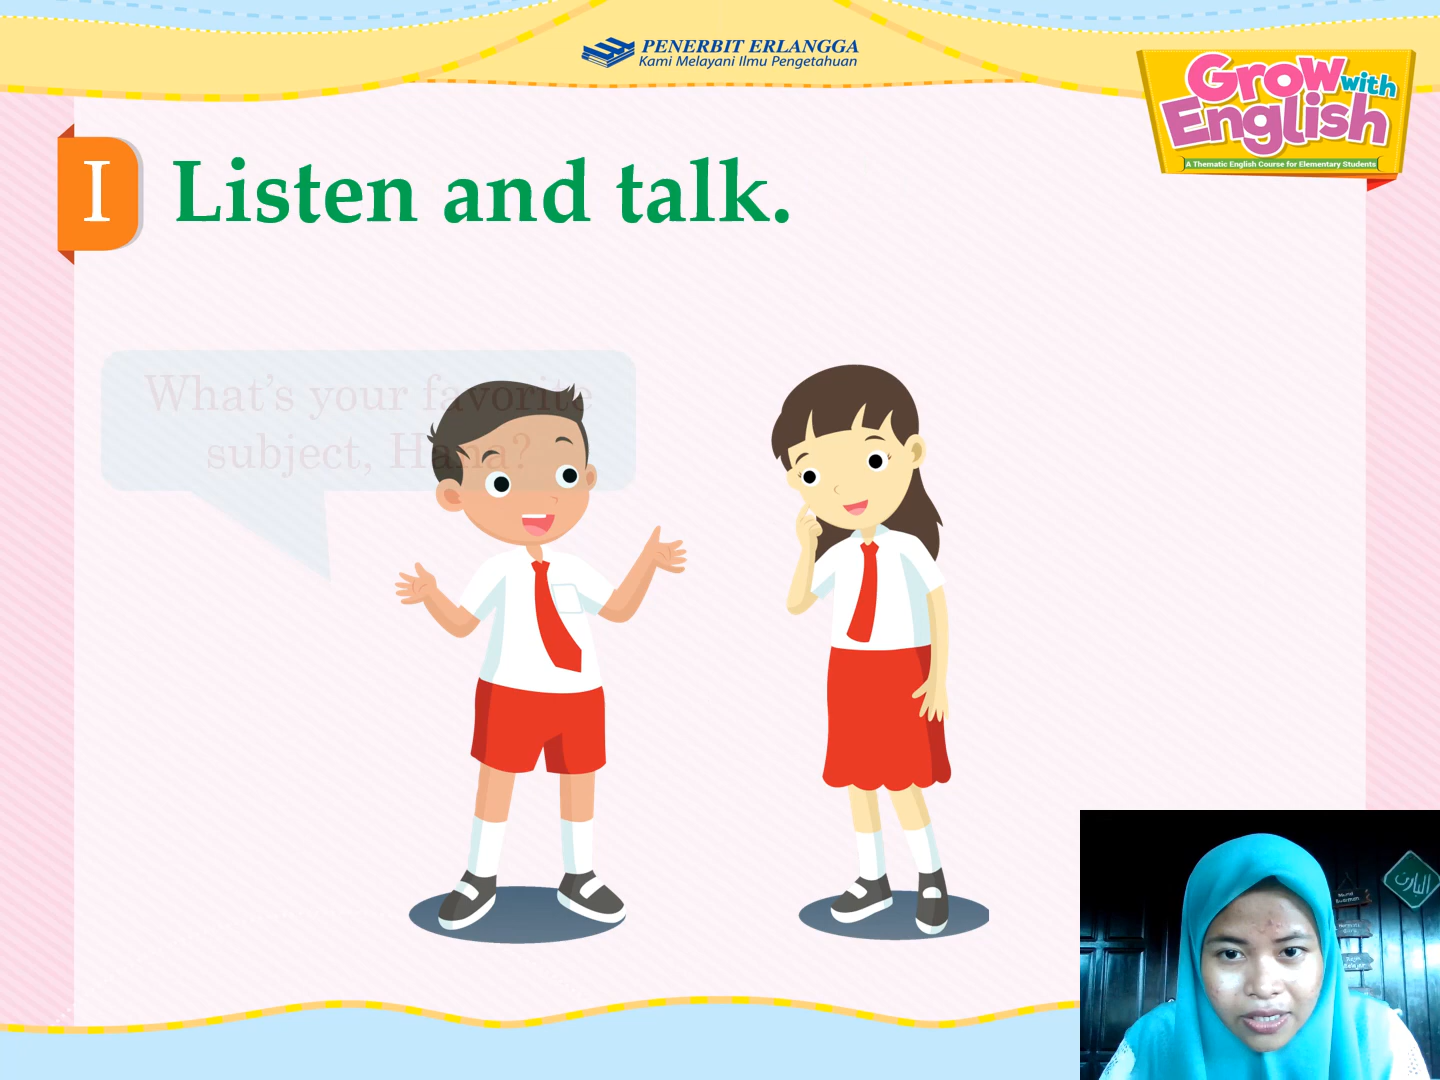 PENERBIT ERLANGGA
Kami Melayani Ilmu Pengetahuan
Grow with
English
A Thematic English Course for Elementary Students
I Listen and talk.
What's your favorite
subject, Hana?